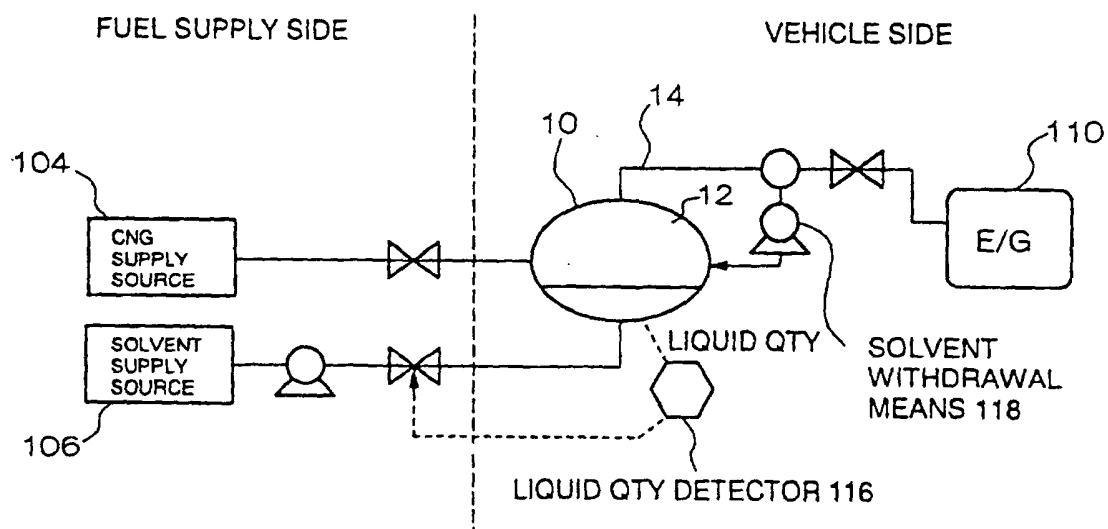 FUEL SUPPLY SIDE
VEHICLE SIDE
104
CNG
SUPPLY
SOURCE
SOLVENT
SUPPLY
SOURCE
106
10
14
12
110
E/G
LIQUID QTY
SOLVENT
WITHDRAWAL
MEANS 118
LIQUID QTY DETECTOR 116